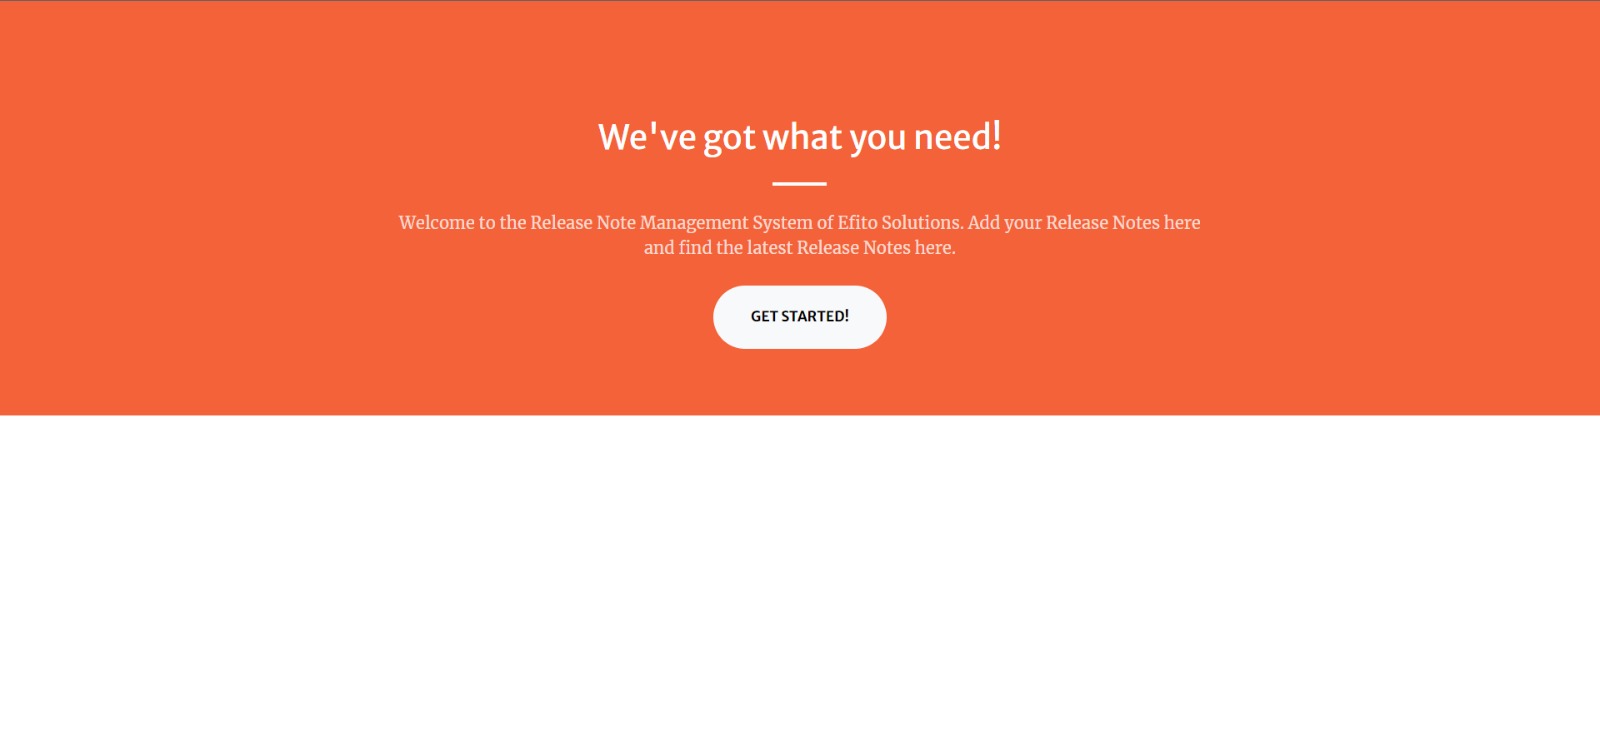 We've got what you need!
Welcome to the Release Note Management System of Efito Solutions. Add your Release Notes here
and find the latest Release Notes here.
GET STARTED!